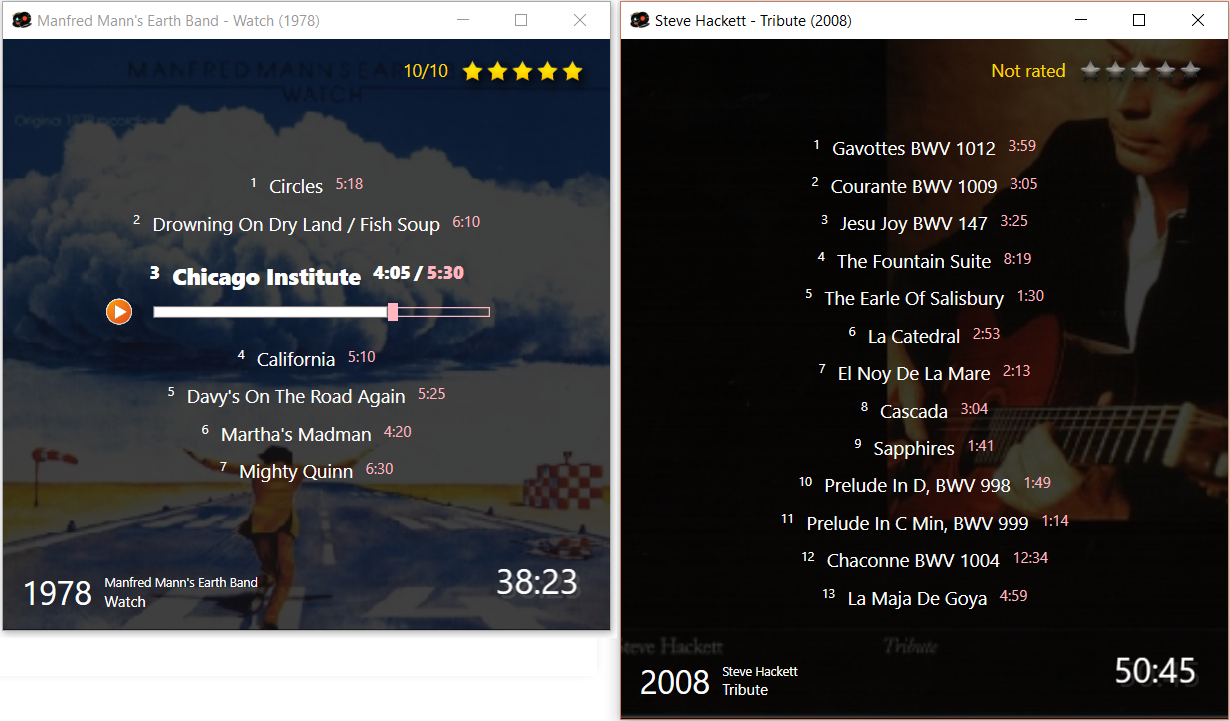 Manfred Mann's Earth Band - Watch (1978)
MANFRED MANN'S EARTH BAND
WATCH
10/10
1 Circles 5:18
2 Drowning On Dry Land / Fish Soup 6:10
3 Chicago Institute 4:05 / 5:30
4 California 5:10
5 Davy's On The Road Again 5:25
6 Martha's Madman 4:20
7 Mighty Quinn 6:30
1978
Manfred Mann's Earth Band
Watch
38:23
Steve Hackett - Tribute (2008)
Not rated
1 Gavottes BWV 1012 3:59
2 Courante BWV 1009 3:05
3 Jesu Joy BWV 147 3:25
4 The Fountain Suite 8:19
5 The Earle Of Salisbury 1:30
6 La Catedral 2:53
7 El Noy De La Mare 2:13
8 Cascada 3:04
9 Sapphires 1:41
10 Prelude In D, BWV 998 1:49
11 Prelude In C Min, BWV 999 1:14
12 Chaconne BWV 1004 12:34
13 La Maja De Goya 4:59
Hackett Tribute
2008
Steve Hackett
Tribute
50:45